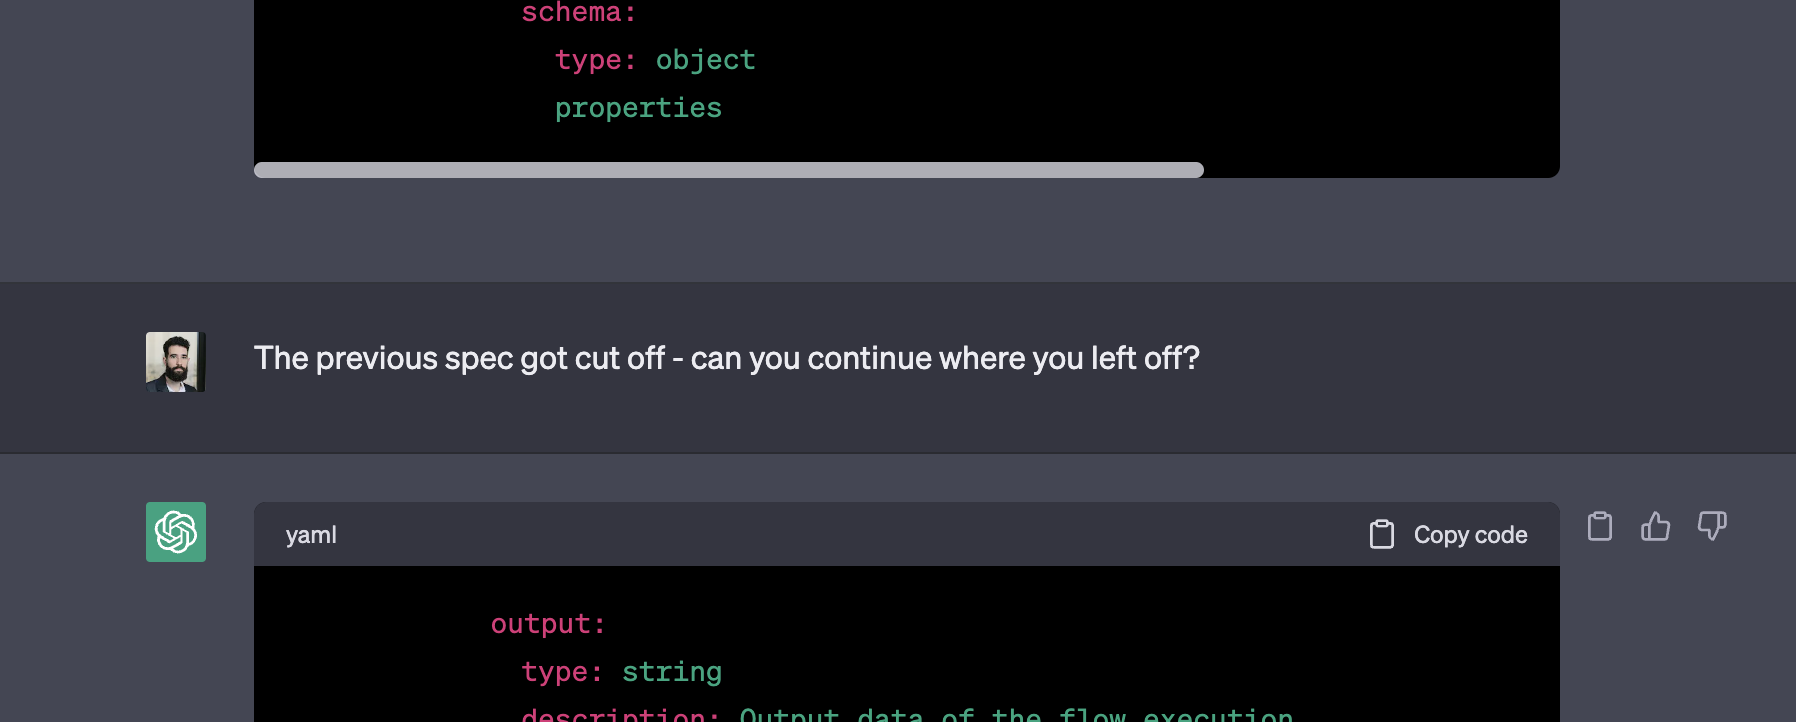 schema:
type: object
properties
The previous spec got cut off - can you continue where you left off?
yaml
Copy code
output:
type: string
description: Output data of the flow execution